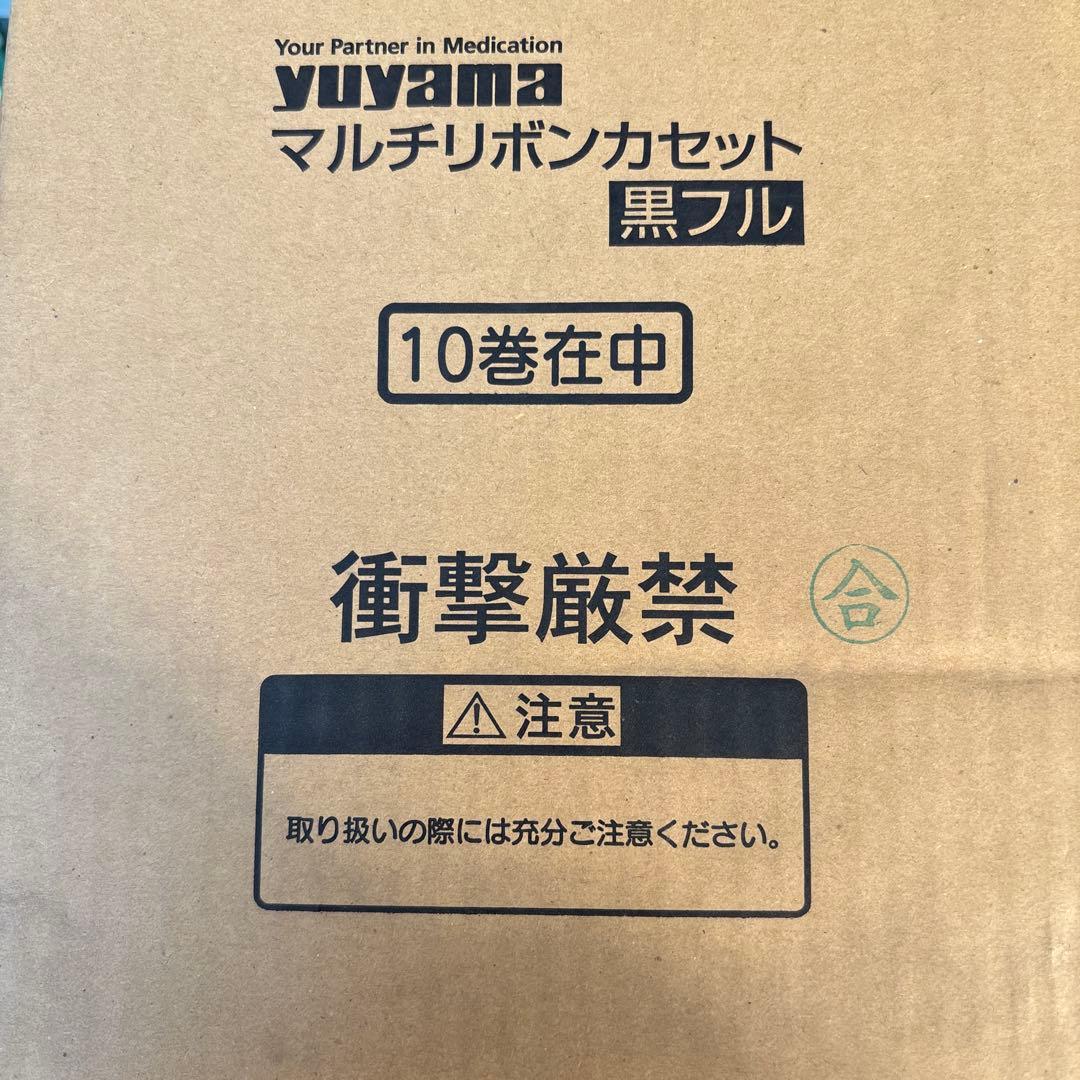 Your Partner in Medication
yuyama
マルチリボンカセット
黒フル
10巻在中
衝撃厳禁
合
注意
取り扱いの際には充分ご注意ください。